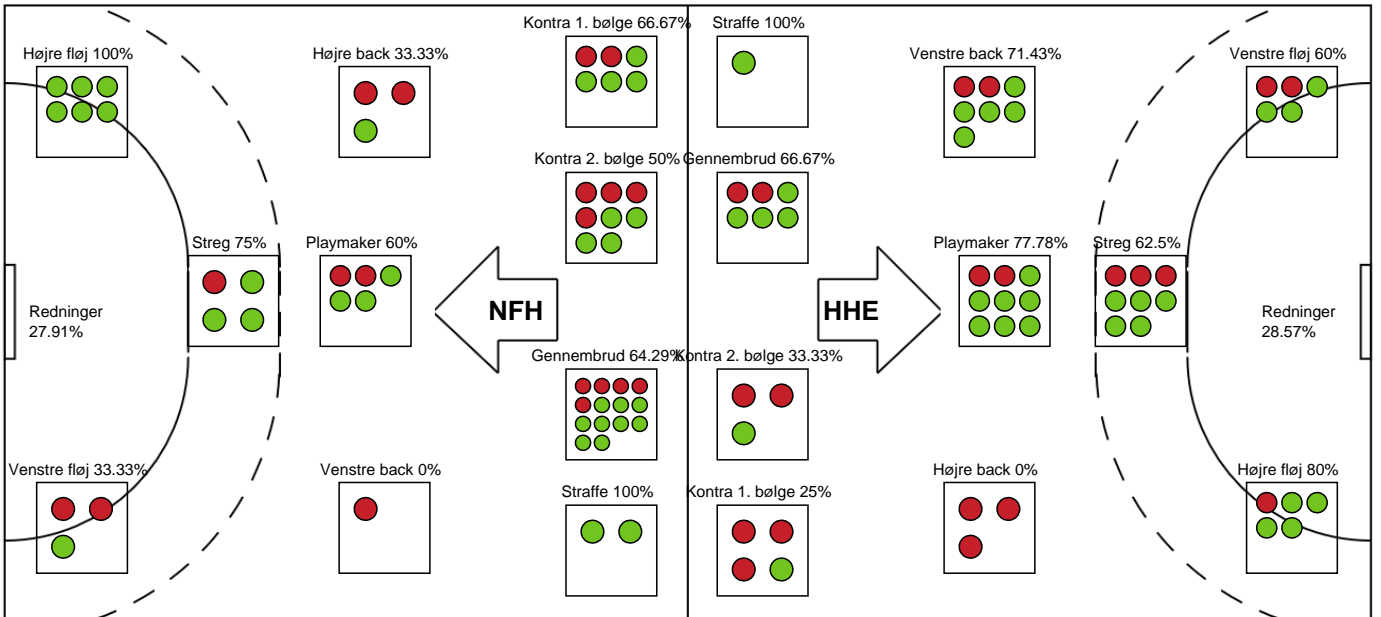 Kontra 1. bølge 66.67%
Straffe 100%
Højre fløj 100%
Højre back 33.33%
Venstre back 71.43%
Venstre fløj 60%
Kontra 2. bølge 50%
Gennembrud 66.67%
Streg 75%
Playmaker 60%
Playmaker 77.78%
Streg 62.5%
Redninger
27.91%
NFH
HHE
Redninger
28.57%
Gennembrud 64.29%
Kontra 2. bølge 33.33%
Venstre fløj 33.33%
Venstre back 0%
Højre back 0%
Højre fløj 80%
Straffe 100%
Kontra 1. bølge 25%